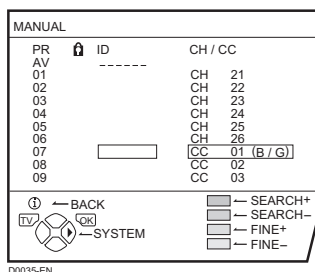 MANUAL
PR ID CH / CC
AV ------
01 CH 21
02 CH 22
03 CH 23
04 CH 24
05 CH 25
06 CH 26
07 CC 01 (B / G)
08 CC 02
09 CC 03
i BACK SEARCH+
TV OK SEARCH–
SYSTEM FINE+
FINE–
D0035-EN